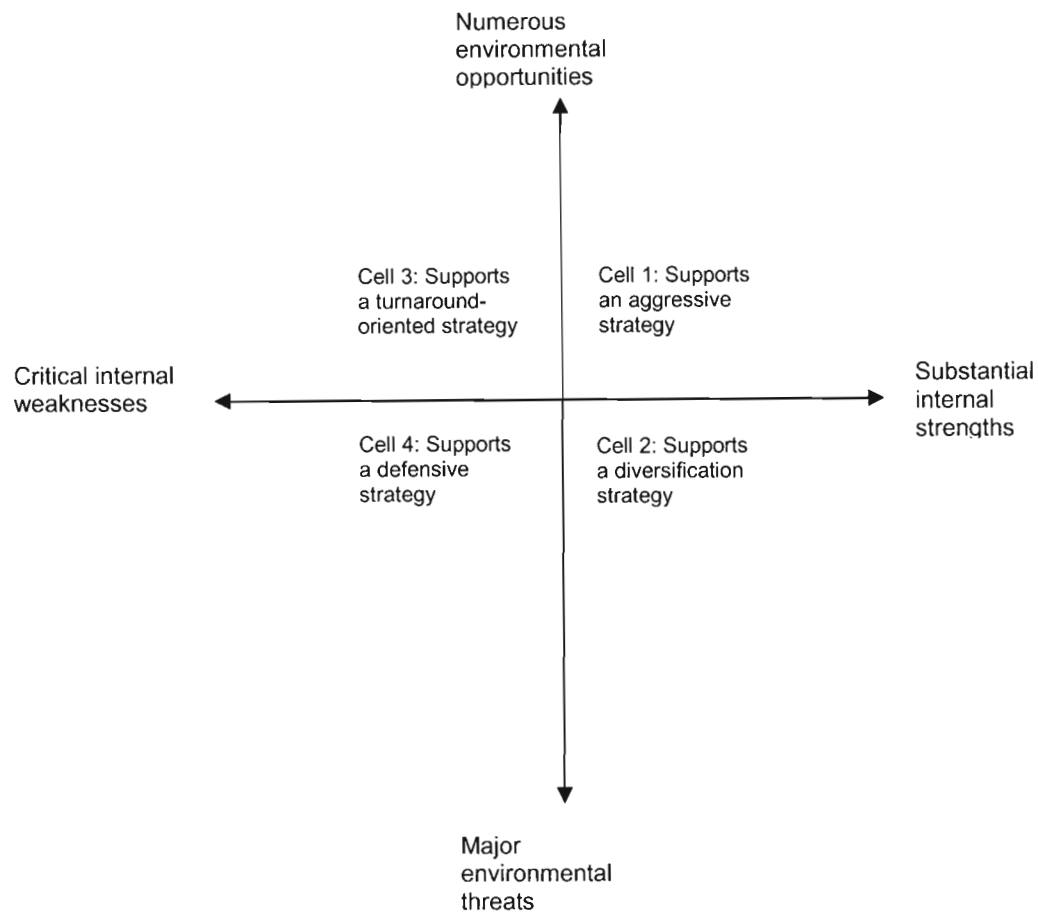 Numerous
environmental
opportunities
Cell 3: Supports
a turnaround-
oriented strategy
Cell 1: Supports
an aggressive
strategy
Critical internal
weaknesses
Substantial
internal
strengths
Cell 4: Supports
a defensive
strategy
Cell 2: Supports
a diversification
strategy
Major
environmental
threats